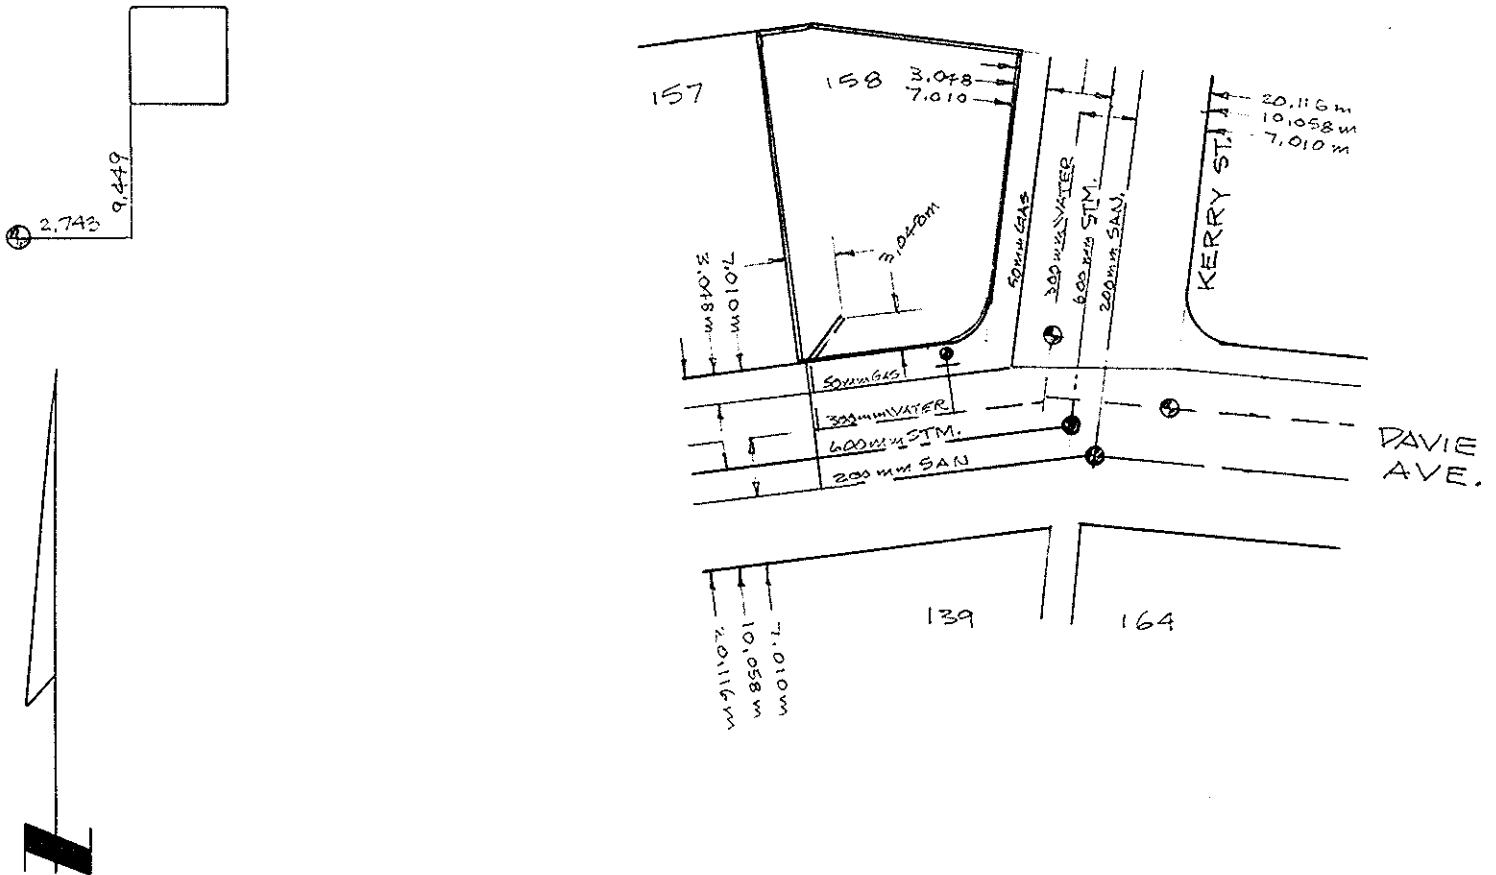 9.449
2.743
157
158
3.048
7.010
20.116m
10.058m
7.010m
KERRY ST.
50mm GAS
300mm WATER
600mm STM.
200mm SAN.
3.048m
7.010m
3.048m
50mm GAS
300mm WATER
600mm STM.
200mm SAN
DAVIE
AVE.
139
164
7.010m
10.058m
20.116m
N